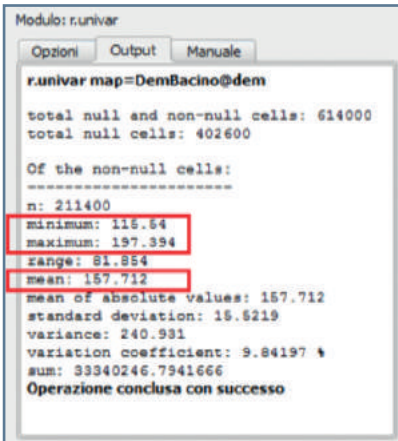 Modulo: r.univar
Opzioni Output Manuale
r.univar map=DemBacino@dem
total null and non-null cells: 614000
total null cells: 402600
Of the non-null cells:
----------------------
n: 211400
minimum: 115.54
maximum: 197.394
range: 81.854
mean: 157.712
mean of absolute values: 157.712
standard deviation: 15.5219
variance: 240.931
variation coefficient: 9.84197 %
sum: 33340246.7941666
Operazione conclusa con successo